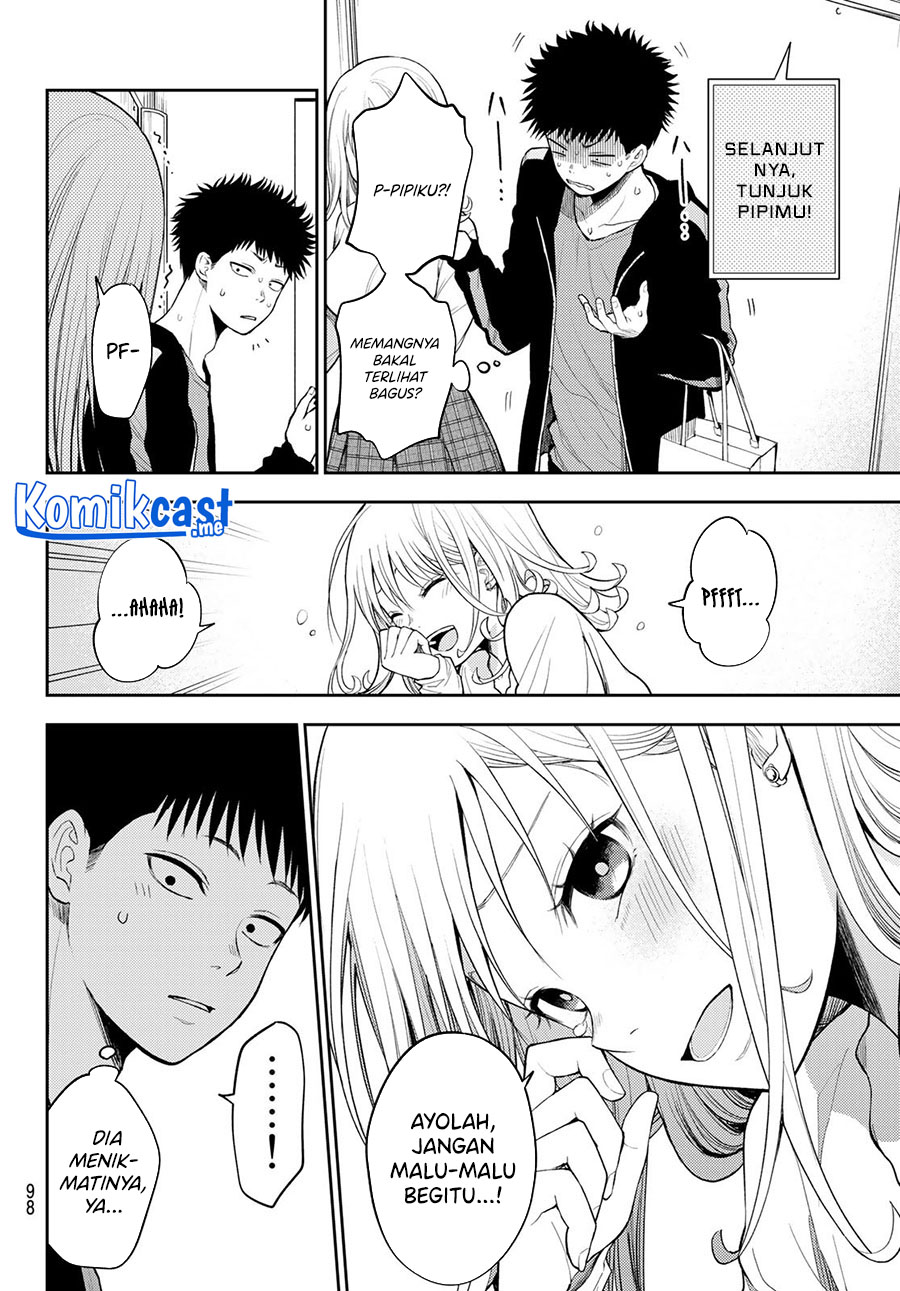 SELANJUT
NYA,
TUNJUK
PIPIMU!
P-PIPIKU?!
MEMANGNYA
BAKAL
TERLIHAT
BAGUS?
PF-
Komikcast
.me
PFFFT...
...AHAHA!
AYOLAH,
JANGAN
MALU-MALU
BEGITU...!
........!
DIA
MENIK-
MATINYA,
YA...
98